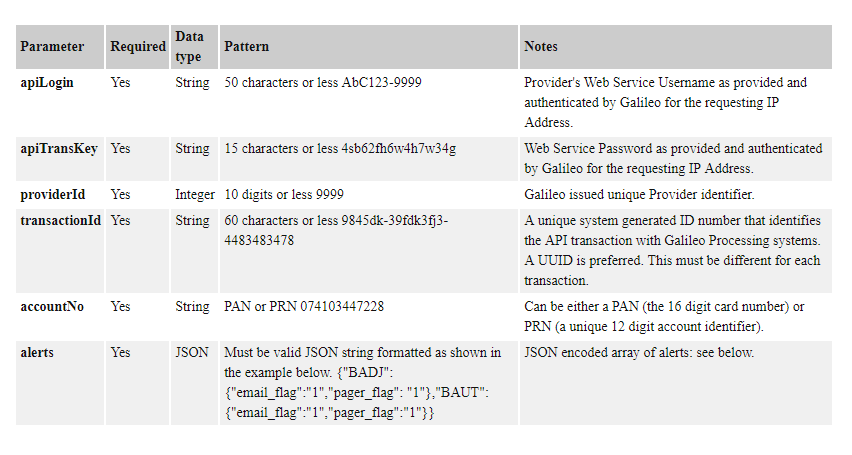 Parameter Required Data type Pattern Notes
apiLogin Yes String 50 characters or less AbC123-9999 Provider's Web Service Username as provided and
authenticated by Galileo for the requesting IP
Address.
apiTransKey Yes String 15 characters or less 4sb62fh6w4h7w34g Web Service Password as provided and authenticated
by Galileo for the requesting IP Address.
providerId Yes Integer 10 digits or less 9999 Galileo issued unique Provider identifier.
transactionId Yes String 60 characters or less 9845dk-39fdk3fj3-
4483483478
A unique system generated ID number that identifies
the API transaction with Galileo Processing systems.
A UUID is preferred. This must be different for each
transaction.
accountNo Yes String PAN or PRN 074103447228 Can be either a PAN (the 16 digit card number) or
PRN (a unique 12 digit account identifier).
alerts Yes JSON Must be valid JSON string formatted as shown in
the example below. {"BADJ":
{"email_flag":"1","pager_flag": "1"},"BAUT":
{"email_flag":"1","pager_flag":"1"}}
JSON encoded array of alerts: see below.